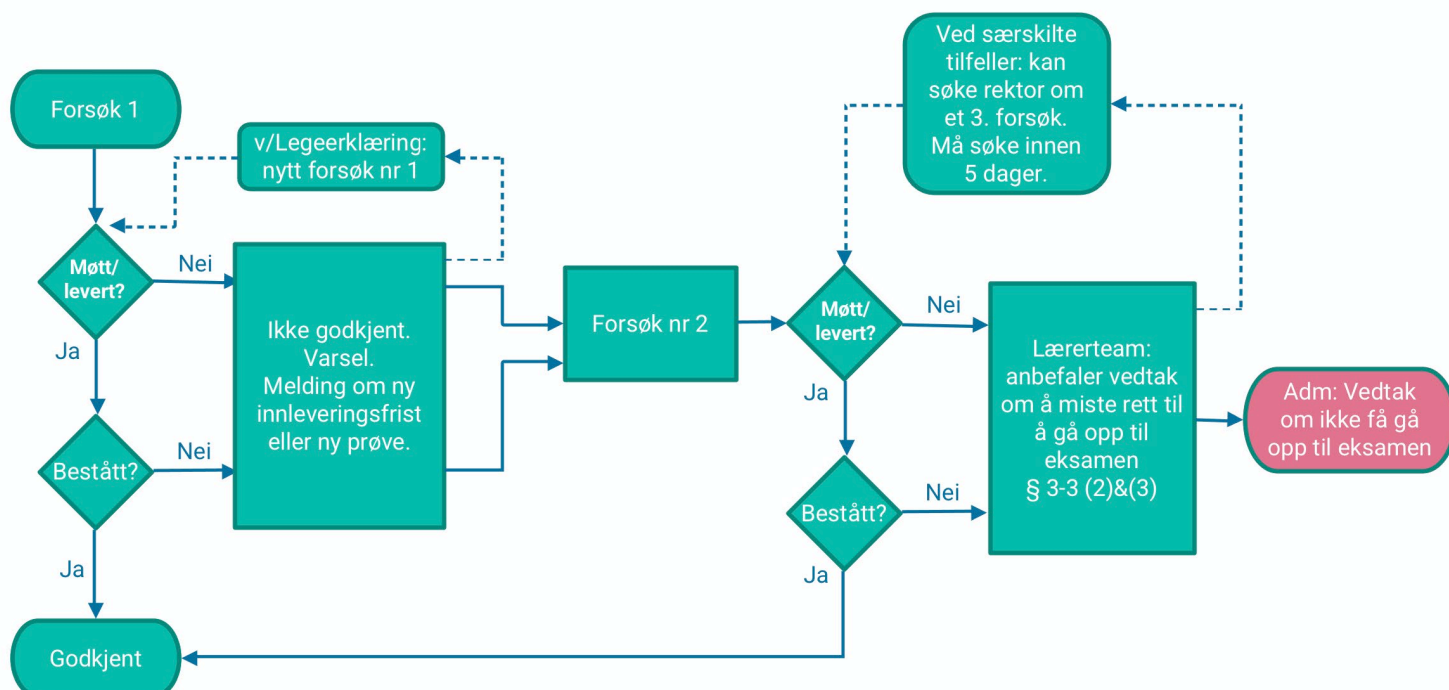 Forsøk 1
v/Legeerklæring:
nytt forsøk nr 1
Møtt/
levert?
Nei
Ja
Ikke godkjent.
Varsel.
Melding om ny
innleveringsfrist
eller ny prøve.
Bestått?
Nei
Ja
Godkjent
Forsøk nr 2
Ved særskilte
tilfeller: kan
søke rektor om
et 3. forsøk.
Må søke innen
5 dager.
Møtt/
levert?
Nei
Ja
Lærerteam:
anbefaler vedtak
om å miste rett til
å gå opp til
eksamen
§ 3-3 (2)&(3)
Bestått?
Nei
Ja
Adm: Vedtak
om ikke få gå
opp til eksamen